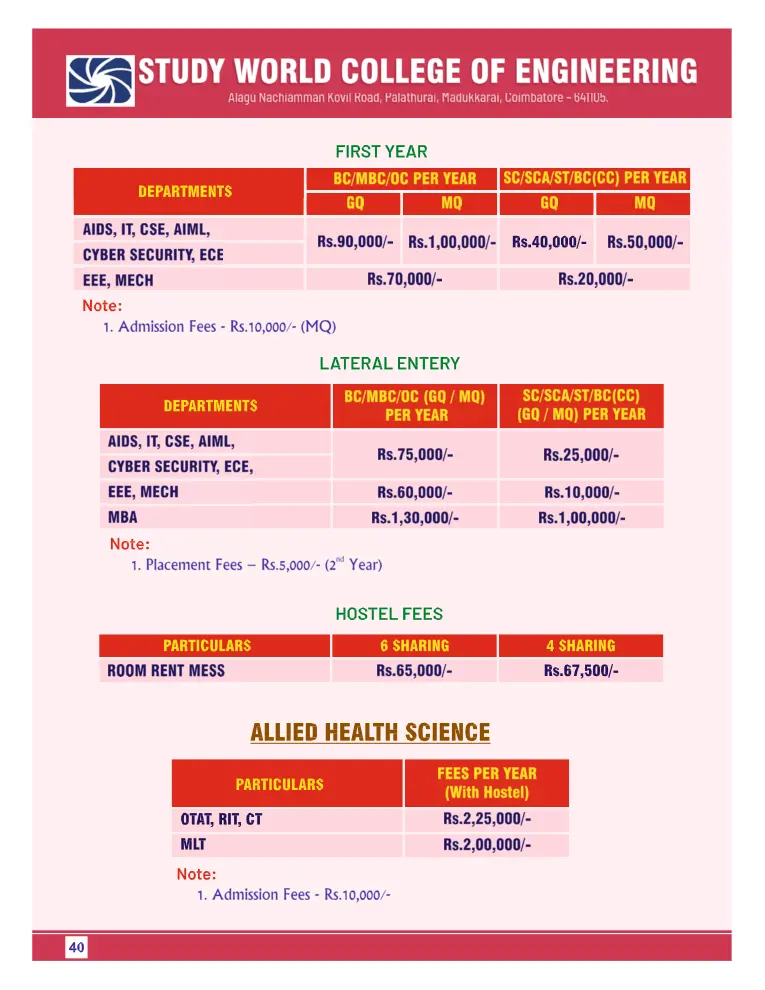 STUDY WORLD COLLEGE OF ENGINEERING
Alagu Nachiamman Kovil Road, Palathurai, Madukkarai, Coimbatore - 641105.
FIRST YEAR
DEPARTMENTS
BC/MBC/OC PER YEAR SC/SCA/ST/BC(CC) PER YEAR
GQ MQ GQ MQ
AIDS, IT, CSE, AIML,
CYBER SECURITY, ECE
Rs.90,000/- Rs.1,00,000/- Rs.40,000/- Rs.50,000/-
EEE, MECH Rs.70,000/- Rs.20,000/-
Note:
1. Admission Fees - Rs.10,000/- (MQ)
LATERAL ENTERY
DEPARTMENTS
BC/MBC/OC (GQ / MQ)
PER YEAR
SC/SCA/ST/BC(CC)
(GQ / MQ) PER YEAR
AIDS, IT, CSE, AIML,
CYBER SECURITY, ECE,
Rs.75,000/- Rs.25,000/-
EEE, MECH Rs.60,000/- Rs.10,000/-
MBA Rs.1,30,000/- Rs.1,00,000/-
Note:
1. Placement Fees – Rs.5,000/- (2nd Year)
HOSTEL FEES
PARTICULARS 6 SHARING 4 SHARING
ROOM RENT MESS Rs.65,000/- Rs.67,500/-
ALLIED HEALTH SCIENCE
PARTICULARS
FEES PER YEAR
(With Hostel)
OTAT, RIT, CT Rs.2,25,000/-
MLT Rs.2,00,000/-
Note:
1. Admission Fees - Rs.10,000/-
40